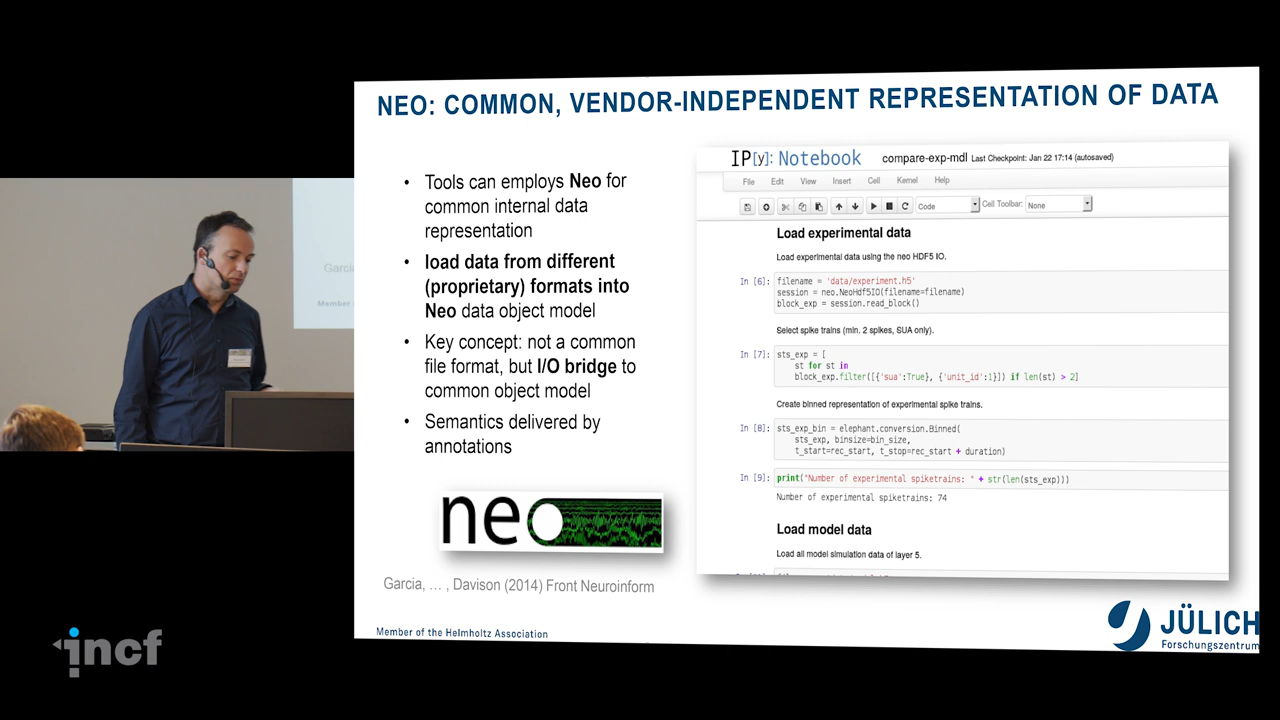 NEO: COMMON, VENDOR-INDEPENDENT REPRESENTATION OF DATA
• Tools can employs Neo for
common internal data
representation
• load data from different
(proprietary) formats into
Neo data object model
• Key concept: not a common
file format, but I/O bridge to
common object model
• Semantics delivered by
annotations
neo
Garcia, … , Davison (2014) Front Neuroinform
Member of the Helmholtz Association
IP[y]: Notebook compare-exp-mdl Last Checkpoint: Jan 22 17:14 (autosaved)
File Edit View Insert Cell Kernel Help
Code Cell Toolbar: None
Load experimental data
Load experimental data using the neo HDF5 IO.
In [6]: filename = 'data/experiment.h5'
session = neo.NeoHdf5IO(filename=filename)
block_exp = session.read_block()
Select spike trains (min. 2 spikes, SUA only).
In [7]: sts_exp = [
st for st in
block_exp.filter([{'sua':True}, {'unit_id':1}]) if len(st) > 2]
Create binned representation of experimental spike trains.
In [8]: sts_exp_bin = elephant.conversion.Binned(
sts_exp, binsize=bin_size,
t_start=rec_start, t_stop=rec_start + duration)
In [9]: print("Number of experimental spiketrains: " + str(len(sts_exp)))
Number of experimental spiketrains: 74
Load model data
Load all model simulation data of layer 5.
JÜLICH
Forschungszentrum
Garcia
Member
incf